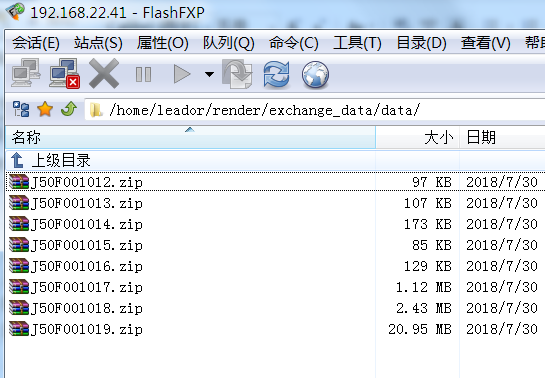 192.168.22.41 - FlashFXP
会话(E) 站点(S) 属性(O) 队列(Q) 命令(C) 工具(T) 目录(D) 查看(V)
/home/leador/render/exchange_data/data/
名称 大小 日期
上级目录
J50F001012.zip 97 KB 2018/7/30
J50F001013.zip 107 KB 2018/7/30
J50F001014.zip 173 KB 2018/7/30
J50F001015.zip 85 KB 2018/7/30
J50F001016.zip 129 KB 2018/7/30
J50F001017.zip 1.12 MB 2018/7/30
J50F001018.zip 2.43 MB 2018/7/30
J50F001019.zip 20.95 MB 2018/7/30